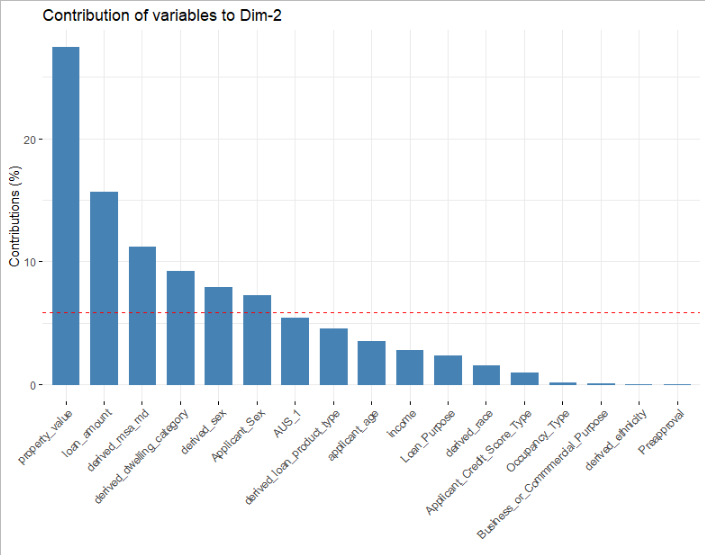 Contribution of variables to Dim-2
Contributions (%)
20
10
0
property_value
loan_amount
derived_msa_md
derived_dwelling_category
derived_sex
Applicant_Sex
AUS_1
derived_loan_product_type
applicant_age
Income
Loan_Purpose
derived_race
Applicant_Credit_Score_Type
Occupancy_Type
Business_or_Commmercial_Purpose
derived_ethnicity
Preapproval